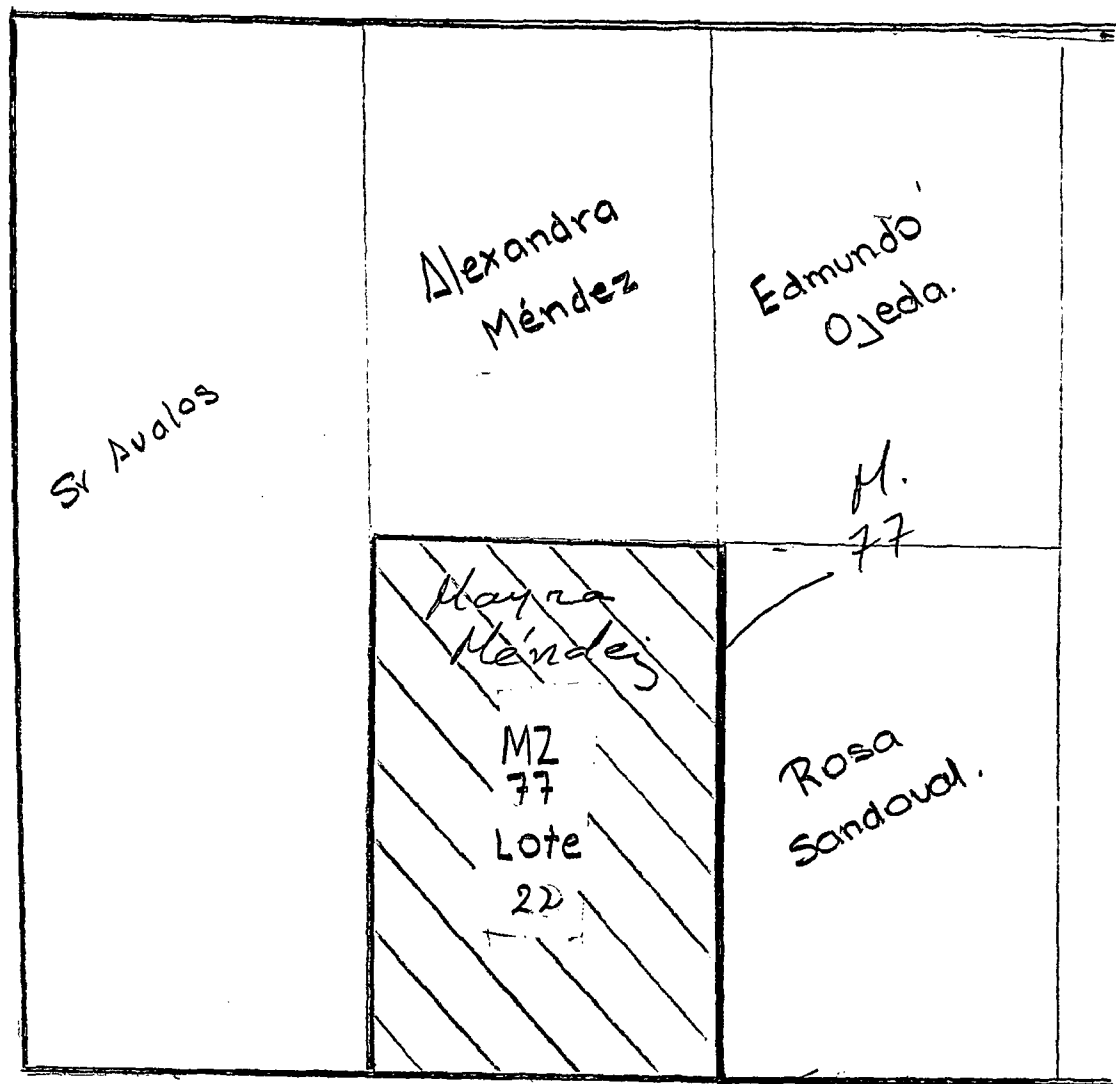 Alexandra
Méndez
Edmundo
Ojeda.
Sr Avalos
M.
77
Mayra
Méndez
MZ
77
Lote
22
Rosa
Sandoval.